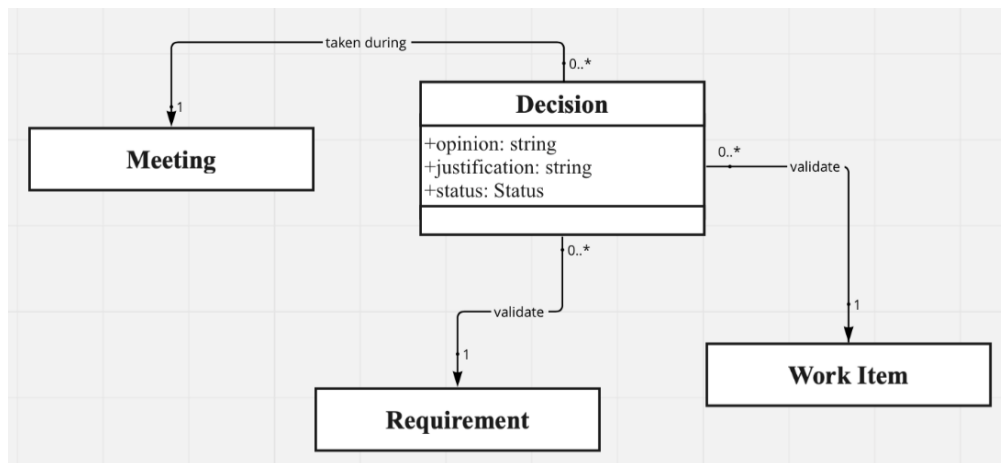 taken during
0..*
1
Decision
Meeting
+opinion: string
+justification: string
+status: Status
0..*
validate
0..*
validate
1
1
Work Item
Requirement